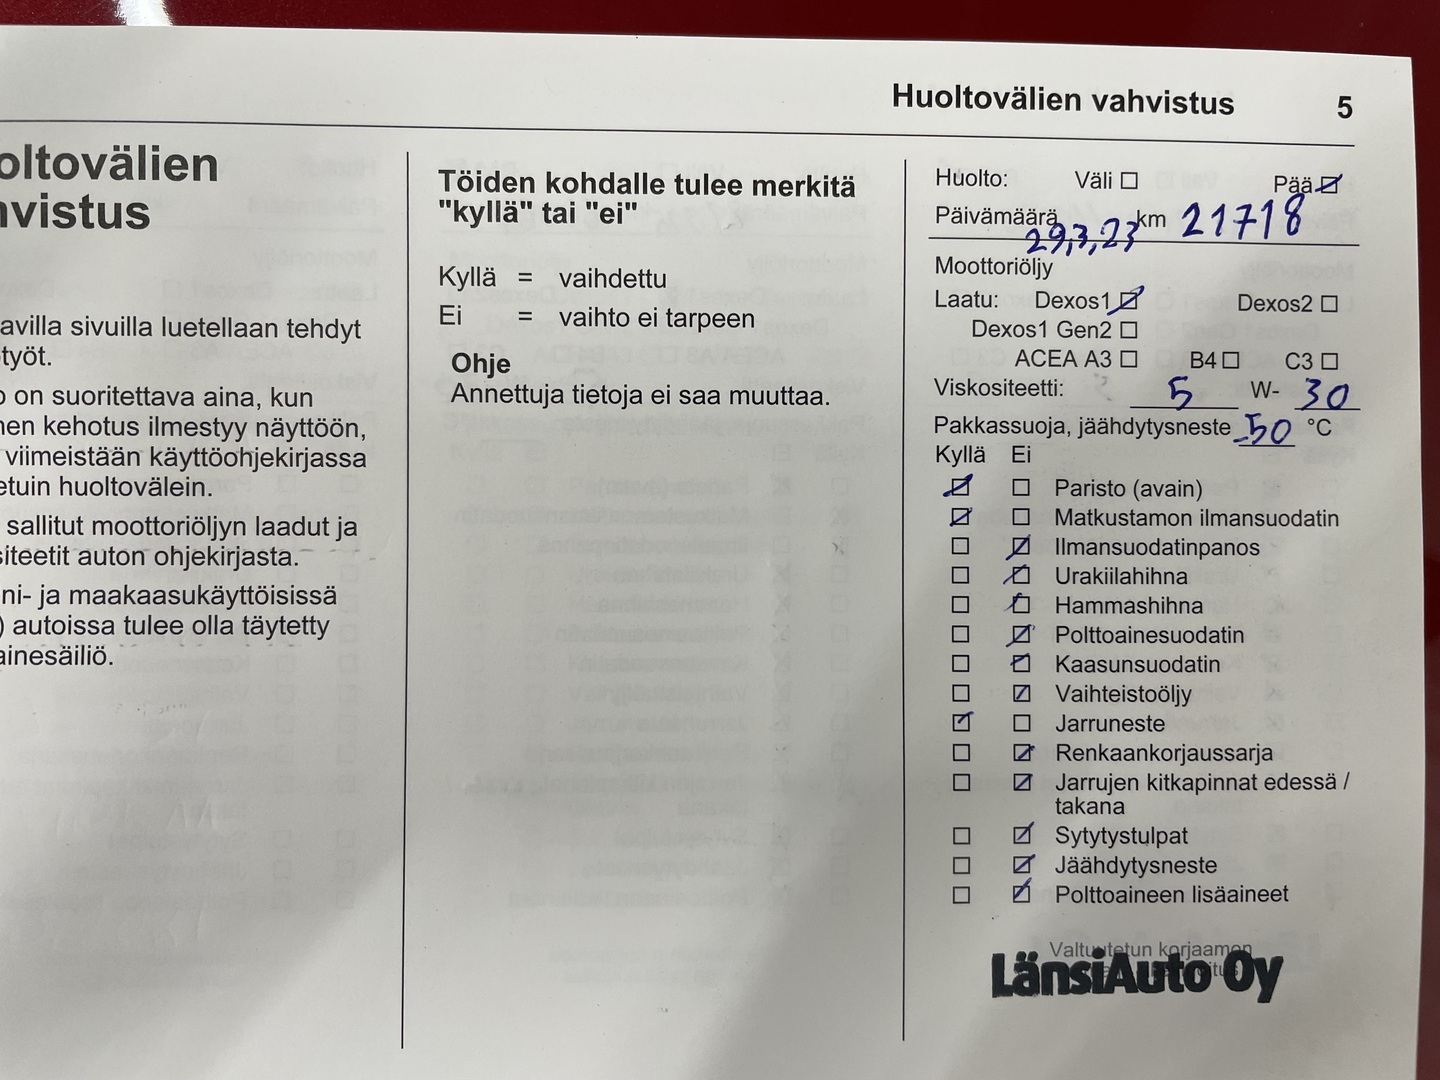 Huoltovälien vahvistus 5
oltovälien
vistus
avilla sivuilla luetellaan tehdyt
työt.
on suoritettava aina, kun
nen kehotus ilmestyy näyttöön,
viimeistään käyttöohjekirjassa
etuin huoltovälein.
sallitut moottoriöljyn laadut ja
siteetit auton ohjekirjasta.
ni- ja maakaasukäyttöisissä
) autoissa tulee olla täytetty
ainesäiliö.
Töiden kohdalle tulee merkitä
"kyllä" tai "ei"
Kyllä = vaihdettu
Ei = vaihto ei tarpeen
Ohje
Annettuja tietoja ei saa muuttaa.
Huolto: Väli ☐ Pää ☑
Päivämäärä 29,3,23 km 21718
Moottoriöljy
Laatu: Dexos1 ☑ Dexos2 ☐
Dexos1 Gen2 ☐
ACEA A3 ☐ B4 ☐ C3 ☐
Viskositeetti: 5 W- 30
Pakkassuoja, jäähdytysneste -50 °C
Kyllä Ei
☑ ☐ Paristo (avain)
☑ ☐ Matkustamon ilmansuodatin
☐ ☑ Ilmansuodatinpanos
☐ ☑ Urakiilahihna
☐ ☑ Hammashihna
☐ ☑ Polttoainesuodatin
☐ ☑ Kaasunsuodatin
☐ ☑ Vaihteistoöljy
☑ ☐ Jarruneste
☐ ☑ Renkaankorjaussarja
☐ ☑ Jarrujen kitkapinnat edessä /
takana
☐ ☑ Sytytystulpat
☐ ☑ Jäähdytysneste
☐ ☑ Polttoaineen lisäaineet
Valtuutetun korjaamon
LänsiAuto Oy